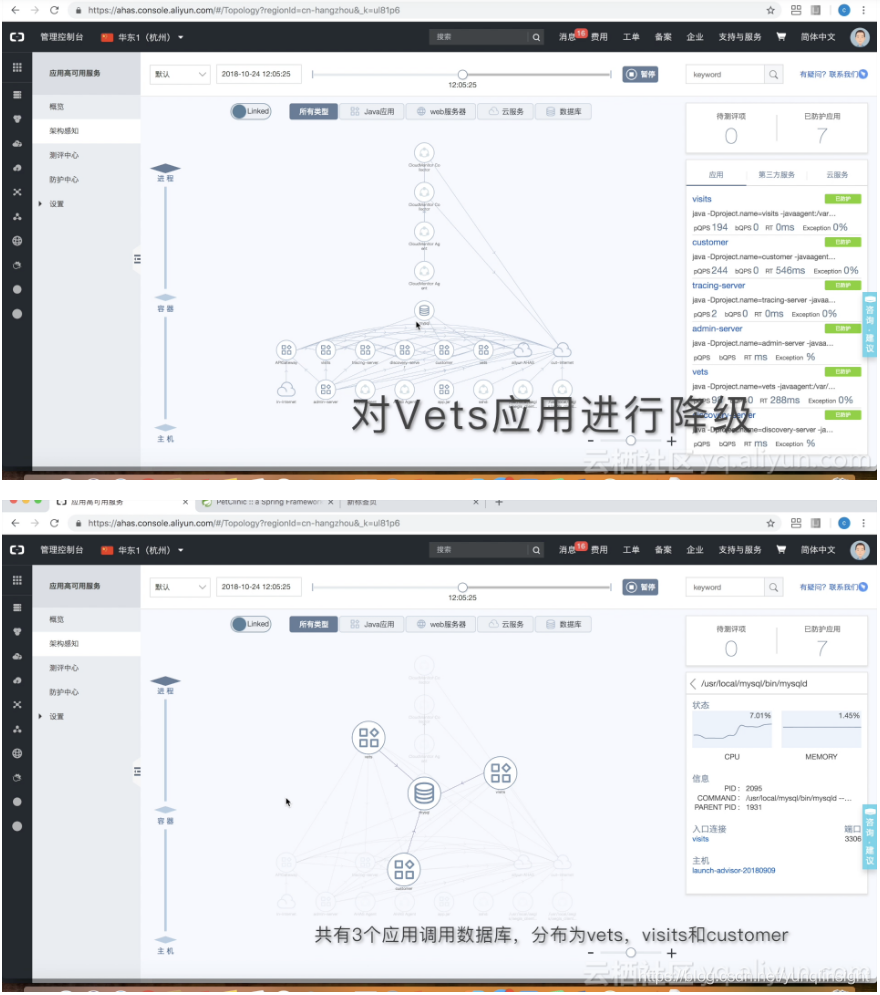 https://ahas.console.aliyun.com/#/Topology?regionId=cn-hangzhou&_k=ul81p6
管理控制台 华东1（杭州） 搜索 消息 16 费用 工单 备案 企业 支持与服务 简体中文
应用高可用服务
概览
架构感知
测评中心
防护中心
设置
默认 2018-10-24 12:05:25 12:05:25 暂停 keyword 有疑问？联系我们
Linked 所有类型 Java应用 web服务器 云服务 数据库
进程
容器
主机
待测评项 已防护应用
0 7
应用 第三方服务 云服务
visits 已防护
java -Dproject.name=visits -javaagent:/var...
pQPS 194 bQPS 0 RT 0ms Exception 0%
customer 已防护
java -Dproject.name=customer -javaagent...
pQPS 244 bQPS 0 RT 546ms Exception 0%
tracing-server 已防护
java -Dproject.name=tracing-server -javaa...
pQPS 2 bQPS 0 RT 0ms Exception 0%
admin-server 已防护
java -Dproject.name=admin-server -javaa...
pQPS bQPS RT ms Exception %
vets 已防护
java -Dproject.name=vets -javaagent:/var/...
RT 288ms Exception 0%
discovery-server 已防护
java -Dproject.name=discovery-server -ja...
pQPS bQPS RT ms Exception %
咨询·建议
对Vets应用进行降级
云栖社区 yq.aliyun.com
应用高可用服务 PetClinic :: a Spring Framewor 新标签页
https://ahas.console.aliyun.com/#/Topology?regionId=cn-hangzhou&_k=ul81p6
管理控制台 华东1（杭州） 搜索 消息 16 费用 工单 备案 企业 支持与服务 简体中文
应用高可用服务
概览
架构感知
测评中心
防护中心
设置
默认 2018-10-24 12:05:25 12:05:25 暂停 keyword 有疑问？联系我们
Linked 所有类型 Java应用 web服务器 云服务 数据库
进程
容器
主机
vets
visits
mysql
customer
待测评项 已防护应用
0 7
/usr/local/mysql/bin/mysqld
状态
7.01% 1.45%
CPU MEMORY
信息
PID： 2095
COMMAND： /usr/local/mysql/bin/mysqld --...
PARENT PID： 1931
入口连接 端口
visits 3306
主机
launch-advisor-20180909
咨询·建议
共有3个应用调用数据库，分布为vets，visits和customer
云栖社区 yq.aliyun.com